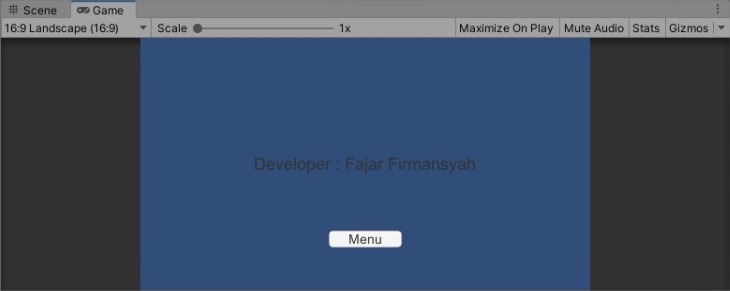 Scene
Game
16:9 Landscape (16:9)
Scale
1x
Maximize On Play
Mute Audio
Stats
Gizmos
Developer : Fajar Firmansyah
Menu